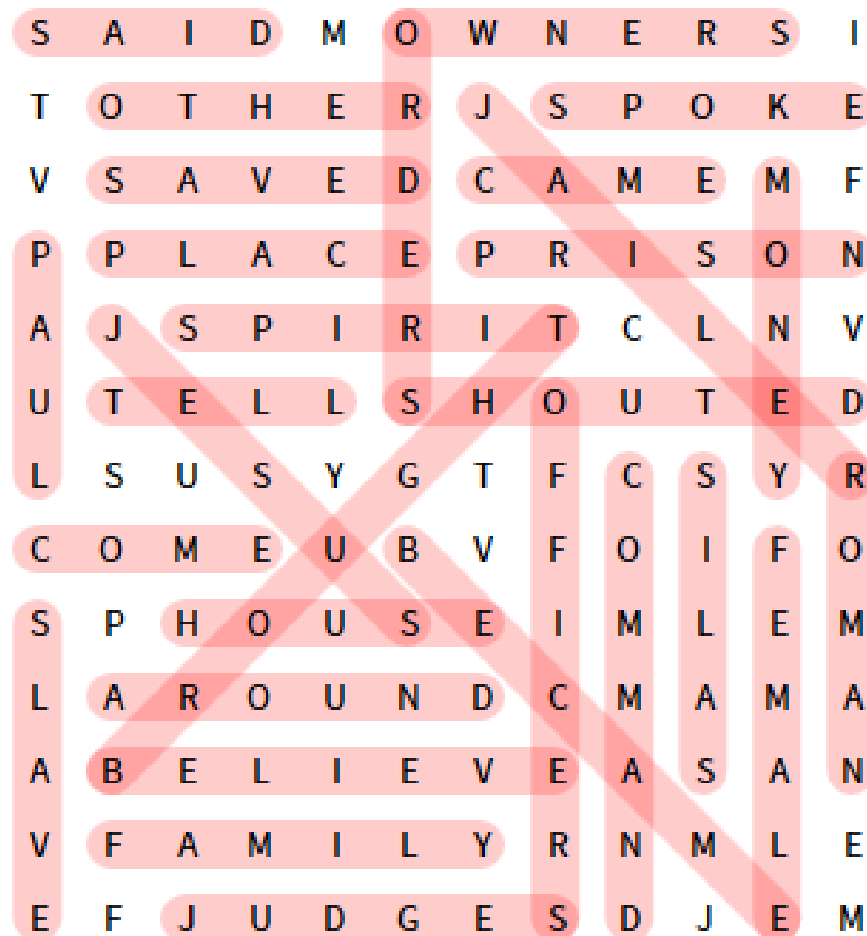 S A I D M O W N E R S I
T O T H E R J S P O K E
V S A V E D C A M E M F
P P L A C E P R I S O N
A J S P I R I T C L N V
U T E L L S H O U T E D
L S U S Y G T F C S Y R
C O M E U B V F O I F O
S P H O U S E I M L E M
L A R O U N D C M A M A
A B E L I E V E A S A N
V F A M I L Y R N M L E
E F J U D G E S D J E M